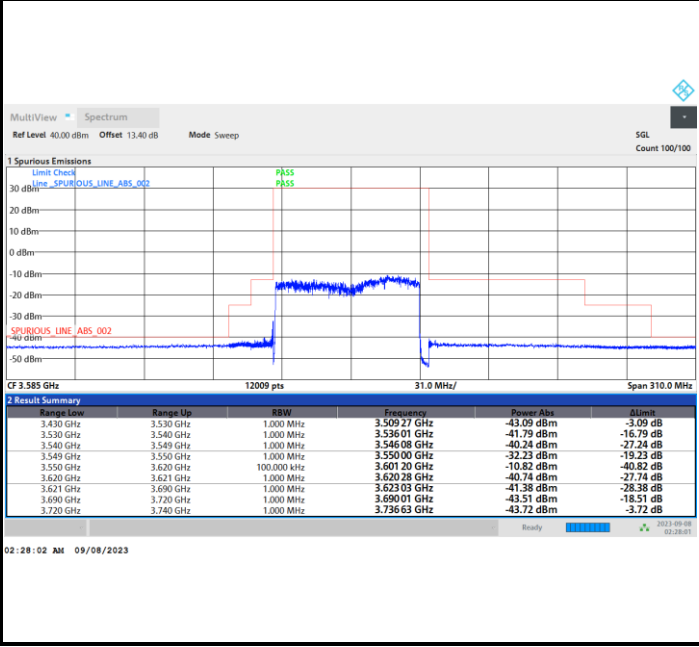 MultiView Spectrum
Ref Level 40.00 dBm Offset 13.40 dB Mode Sweep SGL
Count 100/100
1 Spurious Emissions
Limit Check PASS
Line _SPURIOUS_LINE_ABS_002 PASS
30 dBm
20 dBm
10 dBm
0 dBm
-10 dBm
-20 dBm
-30 dBm
_SPURIOUS_LINE_ABS_002
-40 dBm
-50 dBm
CF 3.585 GHz 12009 pts 31.0 MHz/ Span 310.0 MHz
2 Result Summary
Range Low Range Up RBW Frequency Power Abs ΔLimit
3.430 GHz 3.530 GHz 1.000 MHz 3.509 27 GHz -43.09 dBm -3.09 dB
3.530 GHz 3.540 GHz 1.000 MHz 3.536 01 GHz -41.79 dBm -16.79 dB
3.540 GHz 3.549 GHz 1.000 MHz 3.546 08 GHz -40.24 dBm -27.24 dB
3.549 GHz 3.550 GHz 1.000 MHz 3.550 00 GHz -32.23 dBm -19.23 dB
3.550 GHz 3.620 GHz 100.000 kHz 3.601 20 GHz -10.82 dBm -40.82 dB
3.620 GHz 3.621 GHz 1.000 MHz 3.620 28 GHz -40.74 dBm -27.74 dB
3.621 GHz 3.690 GHz 1.000 MHz 3.623 03 GHz -41.38 dBm -28.38 dB
3.690 GHz 3.720 GHz 1.000 MHz 3.690 01 GHz -43.51 dBm -18.51 dB
3.720 GHz 3.740 GHz 1.000 MHz 3.736 63 GHz -43.72 dBm -3.72 dB
Ready 2023-09-08
02:28:01
02:28:02 AM 09/08/2023